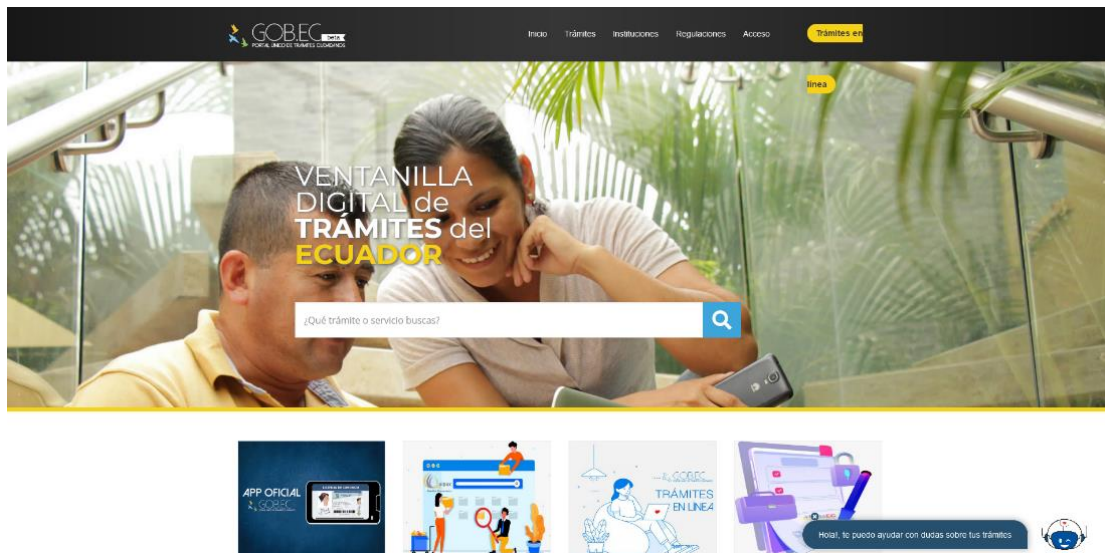 GOB.EC beta
PORTAL ÚNICO DE TRÁMITES CIUDADANOS
Inicio Trámites Instituciones Regulaciones Acceso Trámites en
línea
VENTANILLA
DIGITAL de
TRÁMITES del
ECUADOR
¿Qué trámite o servicio buscas?
APP OFICIAL
GOB.EC
GOB.EC
TRÁMITES
EN LINEA
Hola!, te puedo ayudar con dudas sobre tus trámites